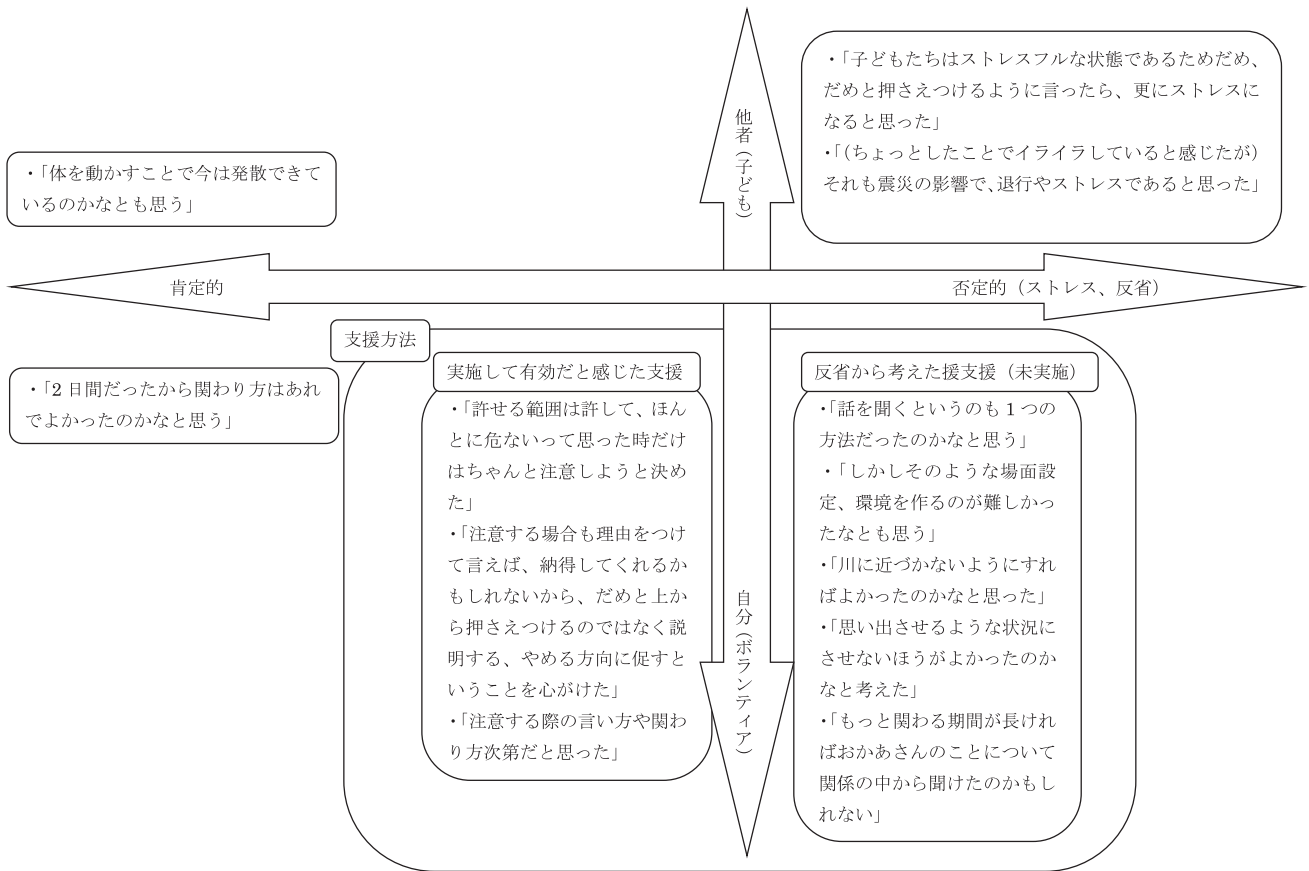 ・「子どもたちはストレスフルな状態であるためだめ、
だめと押さえつけるように言ったら、更にストレスに
なると思った」
・「（ちょっとしたことでイライラしていると感じたが）
それも震災の影響で、退行やストレスであると思った」
他者（子ども）
・「体を動かすことで今は発散できて
いるのかなとも思う」
肯定的
否定的（ストレス、反省）
支援方法
・「2 日間だったから関わり方はあれ
でよかったのかなと思う」
実施して有効だと感じた支援
・「許せる範囲は許して、ほん
とに危ないって思った時だけ
はちゃんと注意しようと決め
た」
・「注意する場合も理由をつけ
て言えば、納得してくれるか
もしれないから、だめと上か
ら押さえつけるのではなく説
明する、やめる方向に促すと
いうことを心がけた」
・「注意する際の言い方や関わ
り方次第だと思った」
自分（ボランティア）
反省から考えた援支援（未実施）
・「話を聞くというのも 1 つの
方法だったのかなと思う」
・「しかしそのような場面設
定、環境を作るのが難しかっ
たなとも思う」
・「川に近づかないようにすれ
ばよかったのかなと思った」
・「思い出させるような状況に
させないほうがよかったのか
なと考えた」
・「もっと関わる期間が長けれ
ばおかあさんのことについて
関係の中から聞けたのかもし
れない」